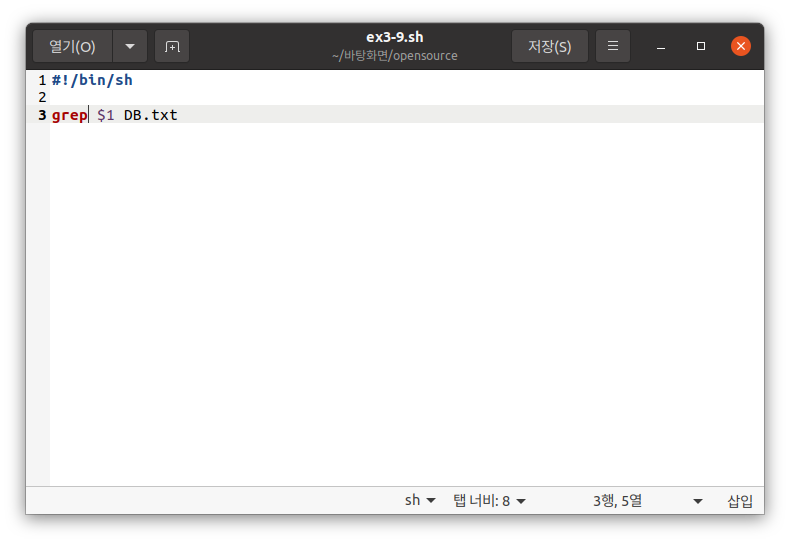 열기(O)
ex3-9.sh
~/바탕화면/opensource
저장(S)
1 #!/bin/sh
2
3 grep $1 DB.txt
sh 탭 너비: 8 3행, 5열 삽입